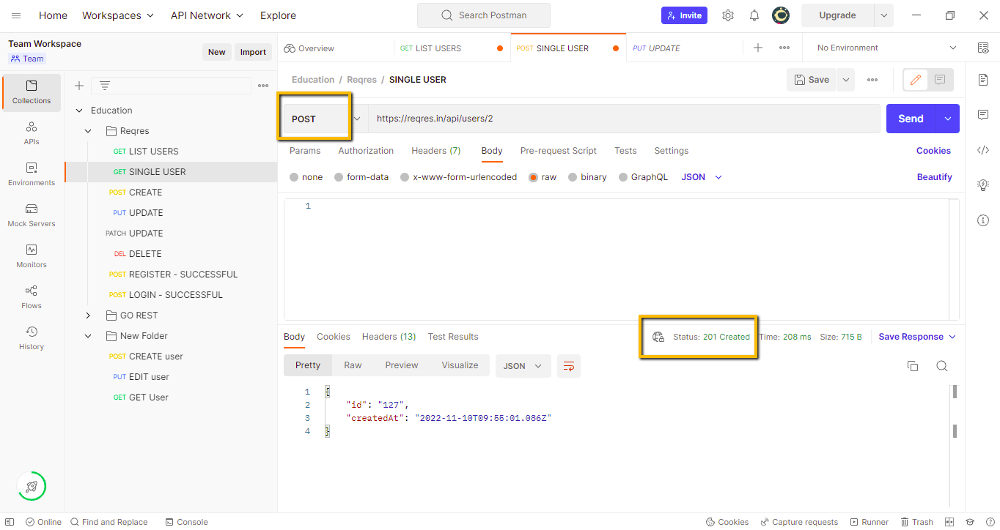 Home Workspaces API Network Explore Search Postman Invite Upgrade
Team Workspace
Team
New Import
Overview GET LIST USERS POST SINGLE USER PUT UPDATE No Environment
Collections
APIs
Environments
Mock Servers
Monitors
Flows
History
Education
Reqres
GET LIST USERS
GET SINGLE USER
POST CREATE
PUT UPDATE
PATCH UPDATE
DEL DELETE
POST REGISTER - SUCCESSFUL
POST LOGIN - SUCCESSFUL
GO REST
New Folder
POST CREATE user
PUT EDIT user
GET GET User
Education / Reqres / SINGLE USER Save
POST https://reqres.in/api/users/2 Send
Params Authorization Headers (7) Body Pre-request Script Tests Settings Cookies
none form-data x-www-form-urlencoded raw binary GraphQL JSON Beautify
1
Body Cookies Headers (13) Test Results Status: 201 Created Time: 208 ms Size: 715 B Save Response
Pretty Raw Preview Visualize JSON
1 {
2 "id": "127",
3 "createdAt": "2022-11-10T09:55:01.086Z"
4 }
Online Find and Replace Console Cookies Capture requests Runner Trash